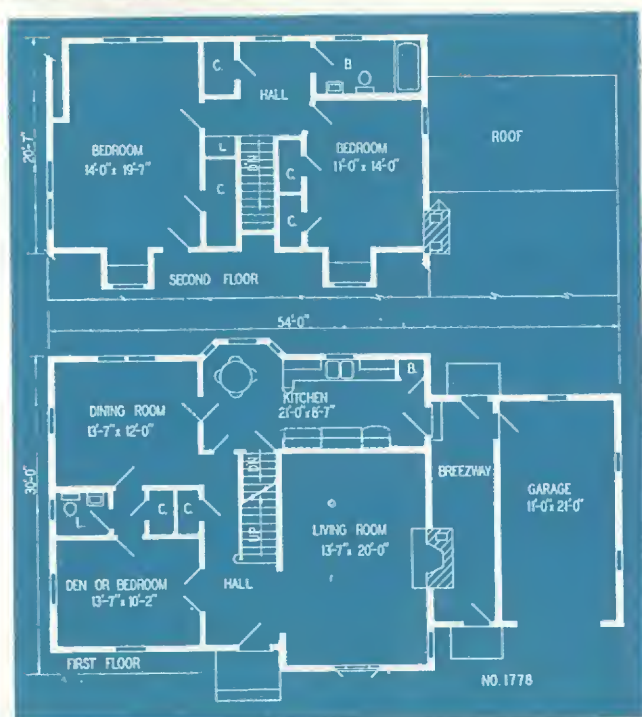 20'-7"
C.
B.
HALL
ROOF
BEDROOM
14'-0" x 19'-7"
L.
DN
BEDROOM
11'-0" x 14'-0"
C.
C.
C.
SECOND FLOOR
54'-0"
30'-0"
B.
DINING ROOM
13'-7" x 12'-0"
KITCHEN
21'-0" x 8'-7"
DN
BREEZWAY
GARAGE
11'-0" x 21'-0"
L.
C.
C.
UP
LIVING ROOM
13'-7" x 20'-0"
DEN OR BEDROOM
13'-7" x 10'-2"
HALL
FIRST FLOOR
NO. 1778